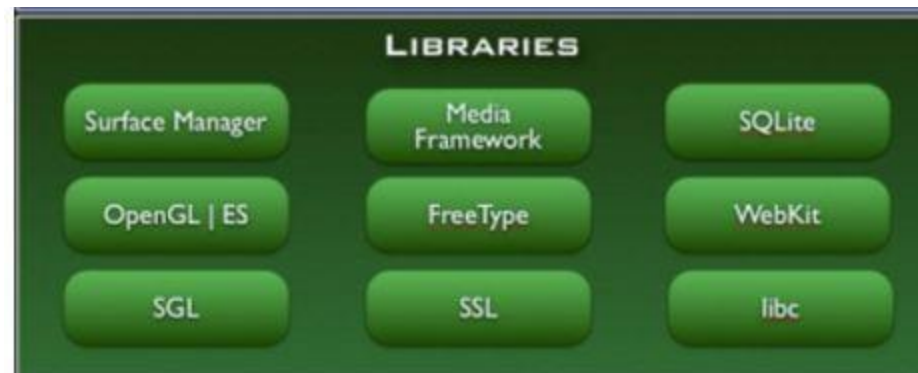 LIBRARIES
Surface Manager
Media
Framework
SQLite
OpenGL | ES
FreeType
WebKit
SGL
SSL
libc